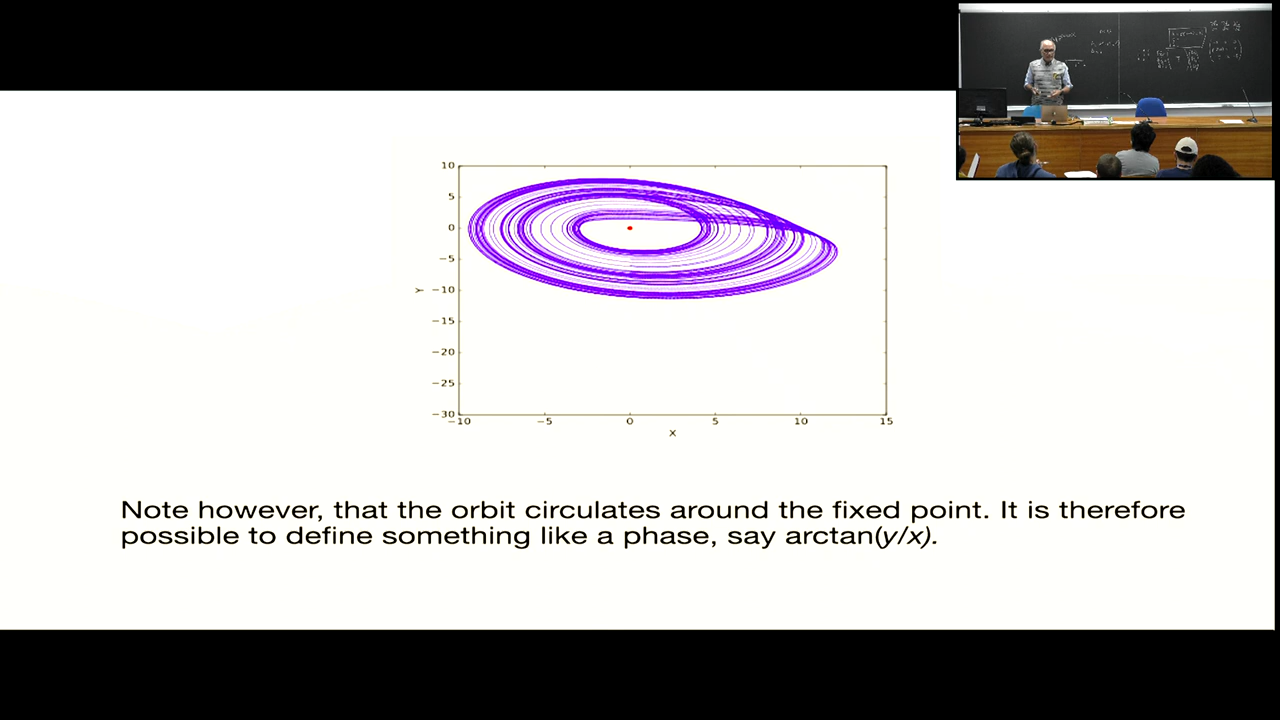 10
5
0
−5
−10
−15
−20
−25
−30
Y
−10 −5 0 5 10 15
X
Note however, that the orbit circulates around the fixed point. It is therefore
possible to define something like a phase, say arctan(y/x).